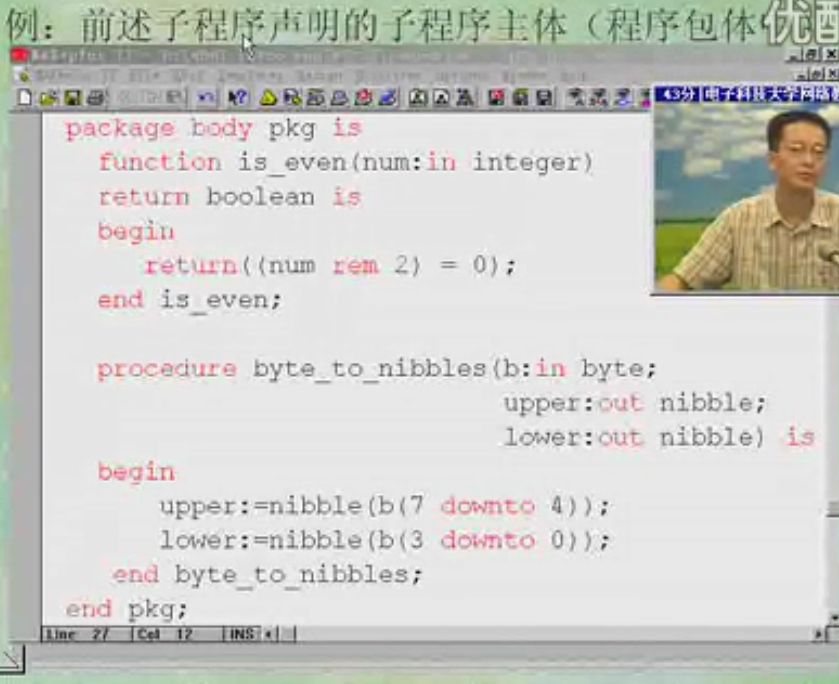 例：前述子程序声明的子程序主体（程序包体
优酷
43分 电子科技大学网络教
package body pkg is
function is_even(num:in integer)
return boolean is
begin
return((num rem 2) = 0);
end is_even;
procedure byte_to_nibbles(b:in byte;
upper:out nibble;
lower:out nibble) is
begin
upper:=nibble(b(7 downto 4));
lower:=nibble(b(3 downto 0));
end byte_to_nibbles;
end pkg;
Line 27 Col 12 INS